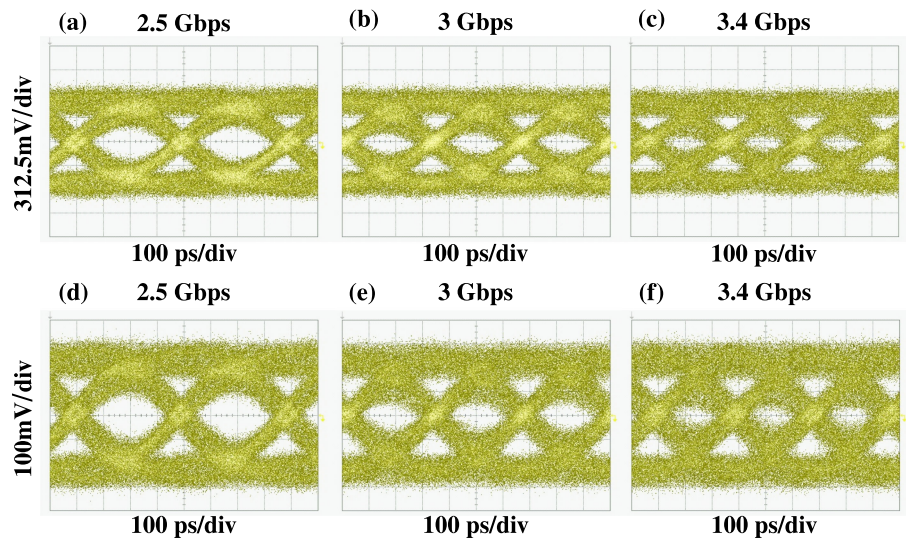 (a) 2.5 Gbps
(b) 3 Gbps
(c) 3.4 Gbps
312.5mV/div
100 ps/div
100 ps/div
100 ps/div
(d) 2.5 Gbps
(e) 3 Gbps
(f) 3.4 Gbps
100mV/div
100 ps/div
100 ps/div
100 ps/div